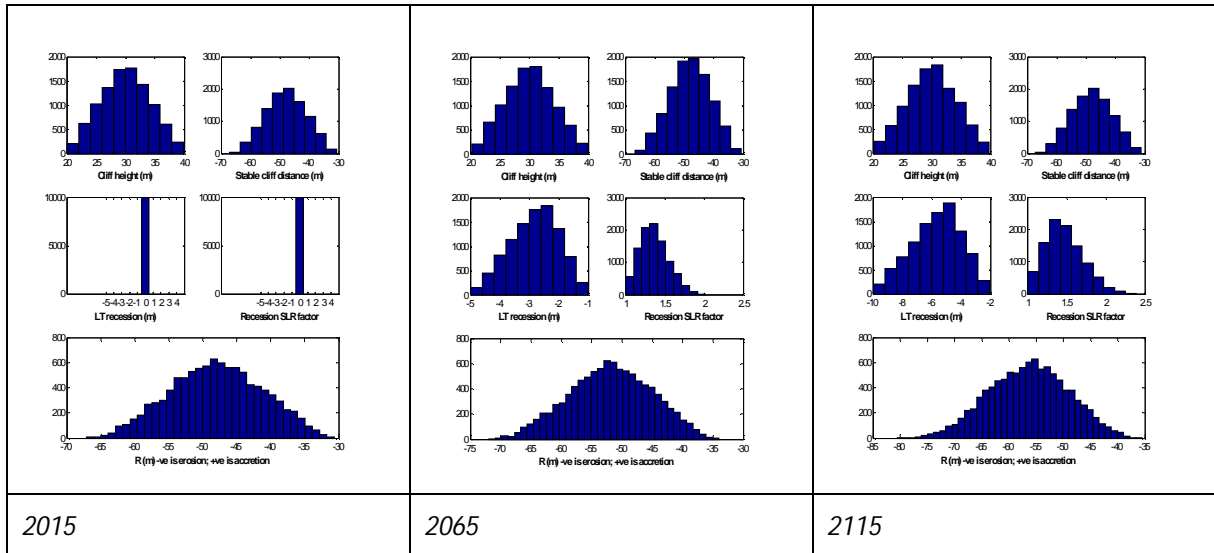 2000
1500
1000
500
0
20 25 30 35 40
Cliff height (m)
3000
2000
1000
0
-70 -60 -50 -40 -30
Stable cliff distance (m)
10000
5000
0
-5-4-3-2-1 0 1 2 3 4
LT recession (m)
10000
5000
0
-5-4-3-2-1 0 1 2 3 4
Recession SLR factor
800
600
400
200
0
-70 -65 -60 -55 -50 -45 -40 -35 -30
R (m) -ve is erosion; +ve is accretion
2015
2000
1500
1000
500
0
20 25 30 35 40
Cliff height (m)
2000
1500
1000
500
0
-70 -60 -50 -40 -30
Stable cliff distance (m)
2000
1500
1000
500
0
-5 -4 -3 -2 -1
LT recession (m)
3000
2000
1000
0
1 1.5 2 2.5
Recession SLR factor
800
600
400
200
0
-75 -70 -65 -60 -55 -50 -45 -40 -35 -30
R (m) -ve is erosion; +ve is accretion
2065
2000
1500
1000
500
0
20 25 30 35 40
Cliff height (m)
3000
2000
1000
0
-70 -60 -50 -40 -30
Stable cliff distance (m)
2000
1500
1000
500
0
-10 -8 -6 -4 -2
LT recession (m)
3000
2000
1000
0
1 1.5 2 2.5
Recession SLR factor
800
600
400
200
0
-85 -80 -75 -70 -65 -60 -55 -50 -45 -40 -35
R (m) -ve is erosion; +ve is accretion
2115